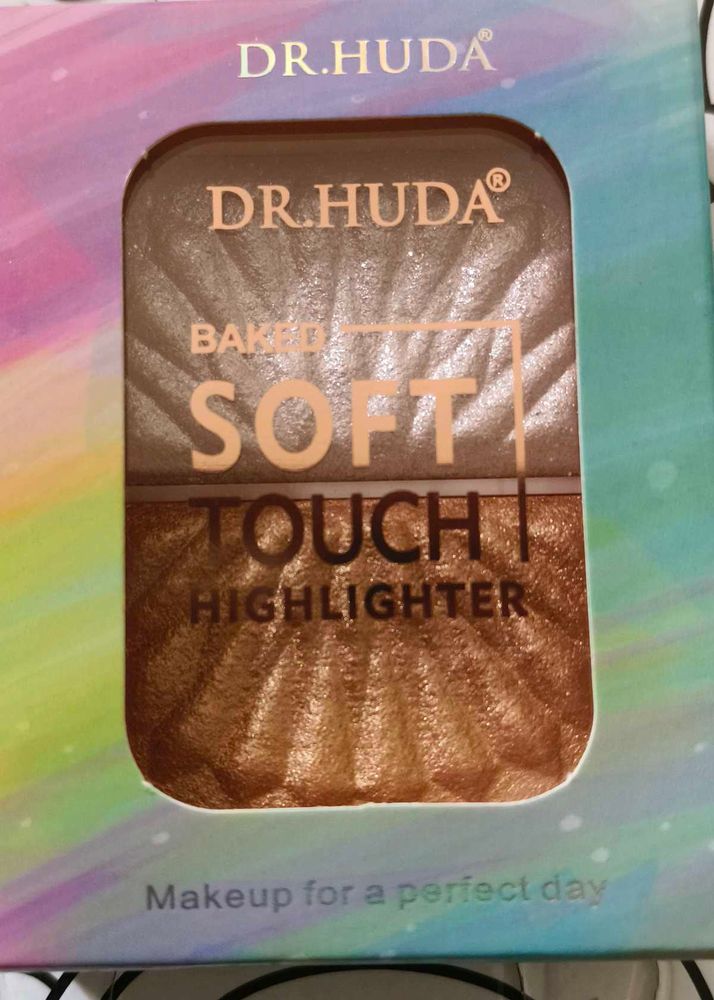 DR.HUDA®
DR.HUDA®
BAKED
SOFT
TOUCH
HIGHLIGHTER
Makeup for a perfect day